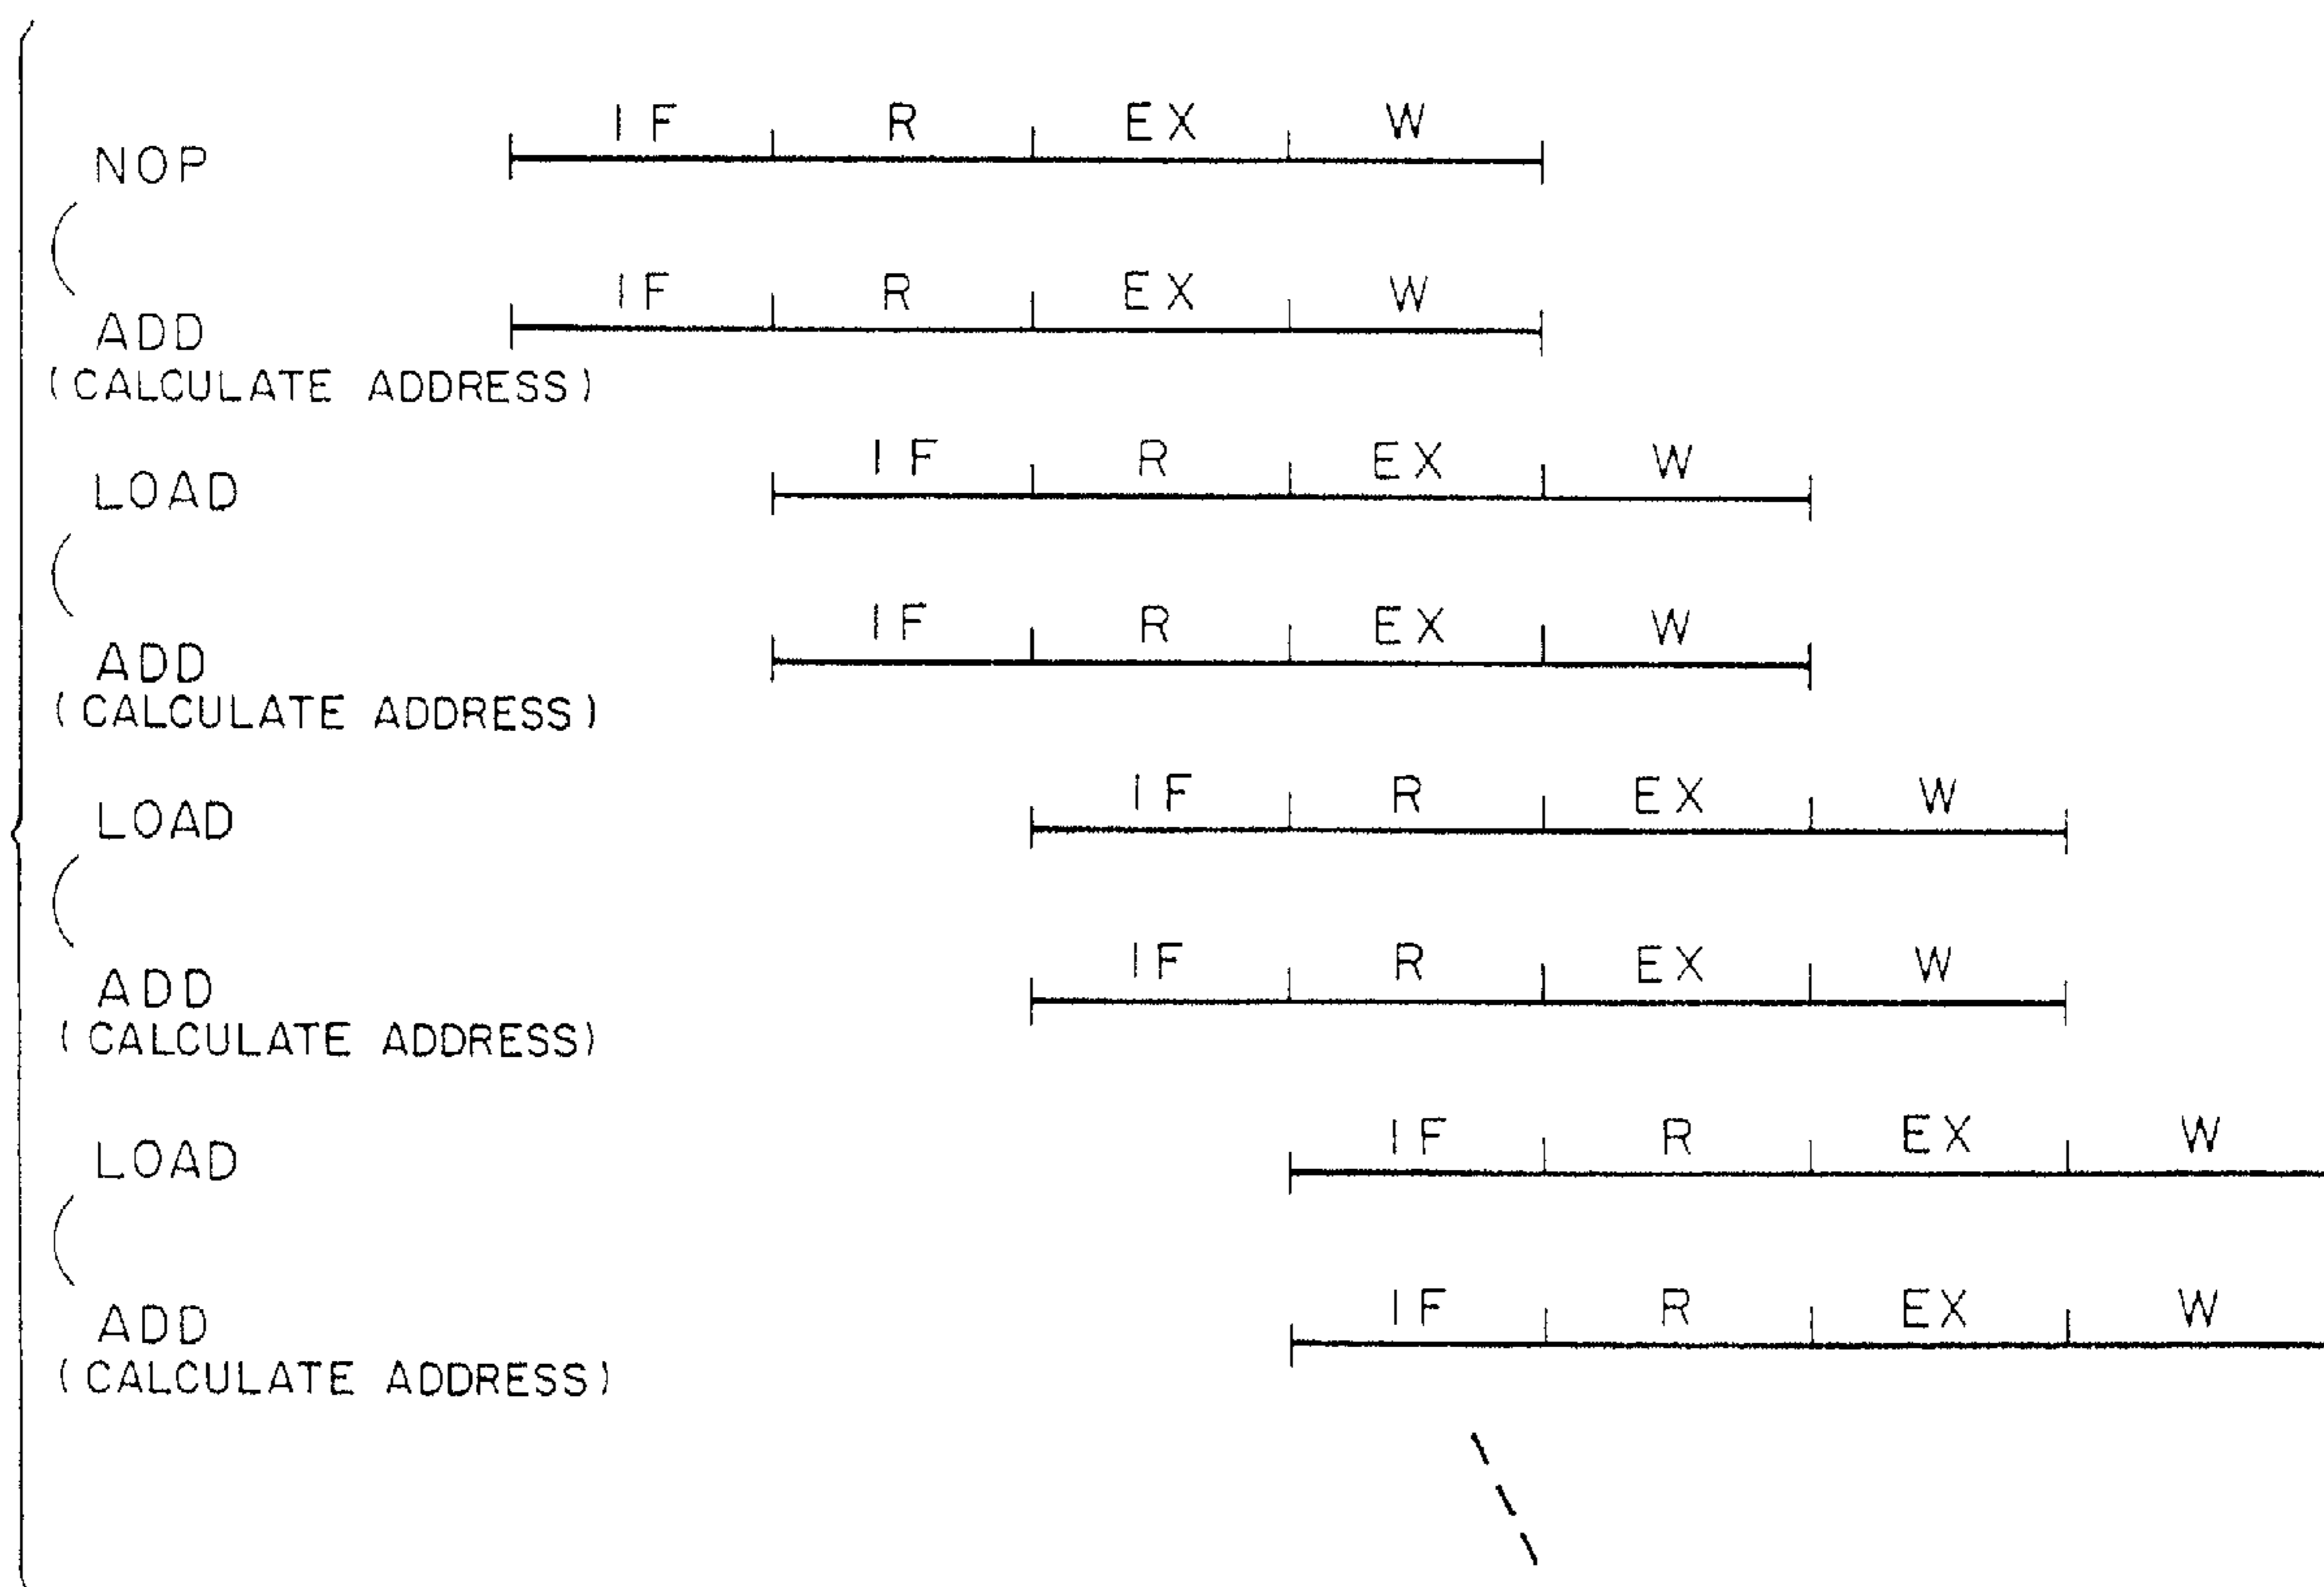 IF R EX W
NOP
IF R EX W
ADD
(CALCULATE ADDRESS)
IF R EX W
LOAD
IF R EX W
ADD
(CALCULATE ADDRESS)
IF R EX W
LOAD
IF R EX W
ADD
(CALCULATE ADDRESS)
IF R EX W
LOAD
IF R EX W
ADD
(CALCULATE ADDRESS)